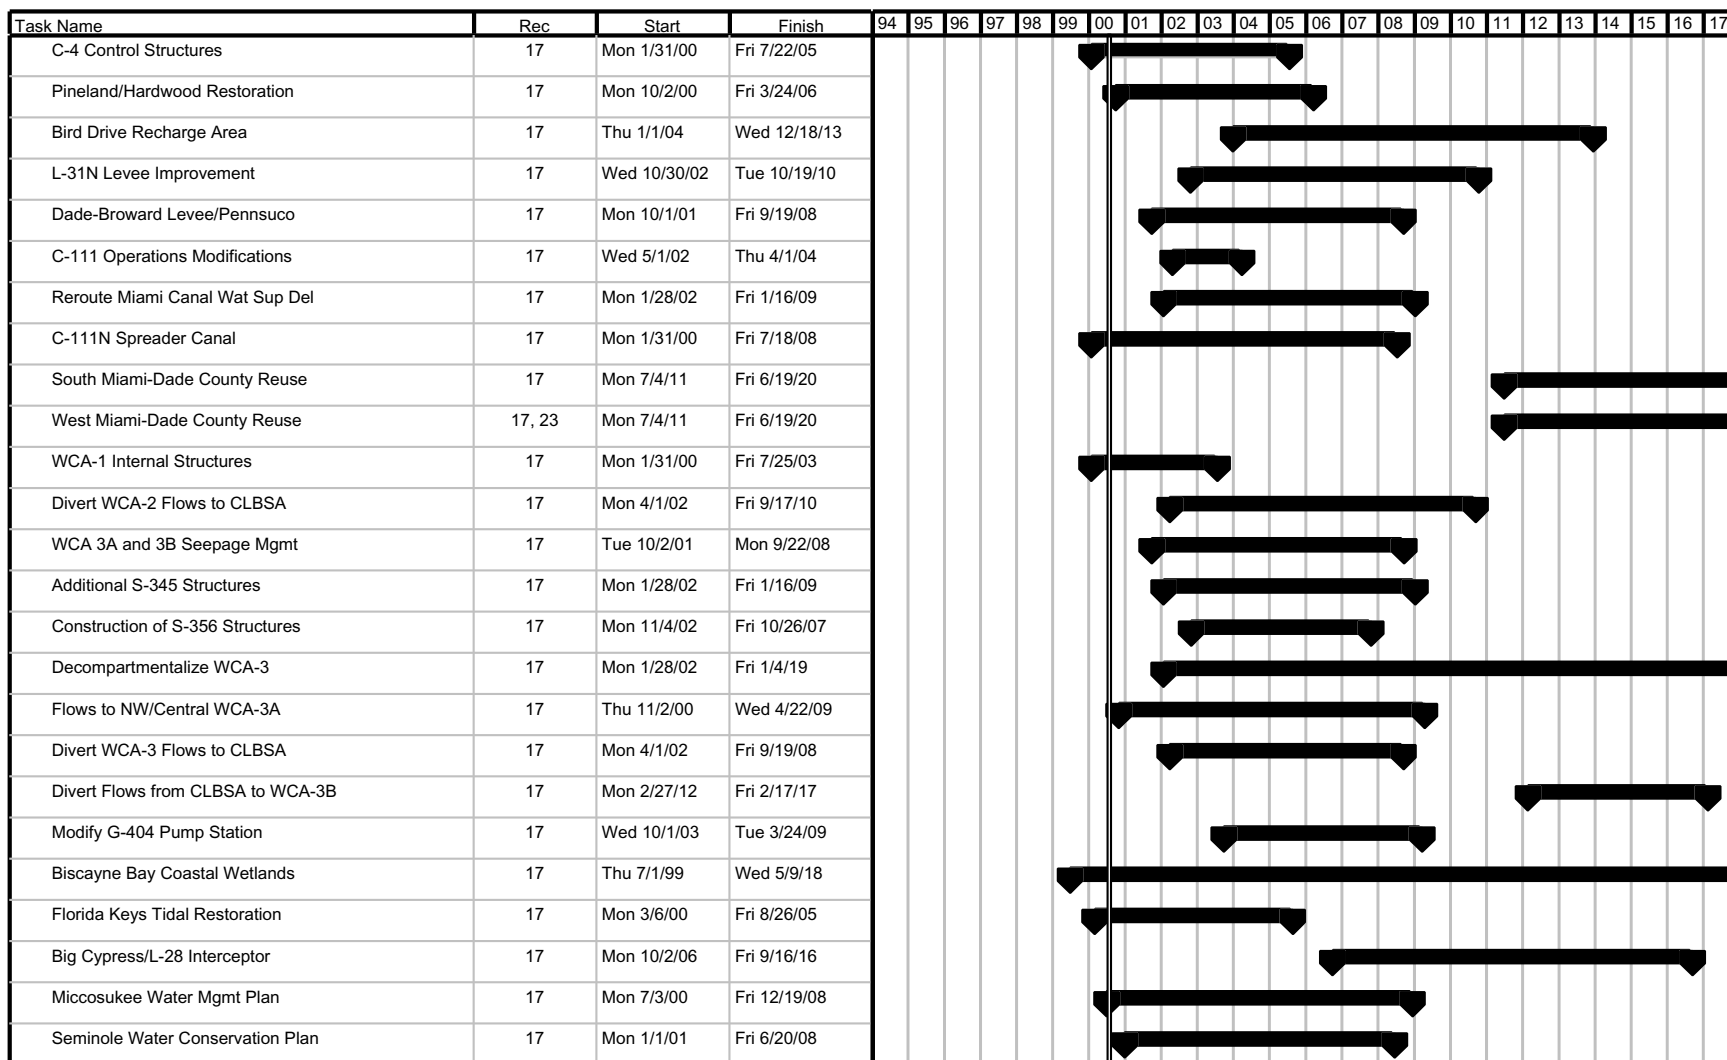 Task Name Rec Start Finish 94 95 96 97 98 99 00 01 02 03 04 05 06 07 08 09 10 11 12 13 14 15 16 17
C-4 Control Structures 17 Mon 1/31/00 Fri 7/22/05
Pineland/Hardwood Restoration 17 Mon 10/2/00 Fri 3/24/06
Bird Drive Recharge Area 17 Thu 1/1/04 Wed 12/18/13
L-31N Levee Improvement 17 Wed 10/30/02 Tue 10/19/10
Dade-Broward Levee/Pennsuco 17 Mon 10/1/01 Fri 9/19/08
C-111 Operations Modifications 17 Wed 5/1/02 Thu 4/1/04
Reroute Miami Canal Wat Sup Del 17 Mon 1/28/02 Fri 1/16/09
C-111N Spreader Canal 17 Mon 1/31/00 Fri 7/18/08
South Miami-Dade County Reuse 17 Mon 7/4/11 Fri 6/19/20
West Miami-Dade County Reuse 17, 23 Mon 7/4/11 Fri 6/19/20
WCA-1 Internal Structures 17 Mon 1/31/00 Fri 7/25/03
Divert WCA-2 Flows to CLBSA 17 Mon 4/1/02 Fri 9/17/10
WCA 3A and 3B Seepage Mgmt 17 Tue 10/2/01 Mon 9/22/08
Additional S-345 Structures 17 Mon 1/28/02 Fri 1/16/09
Construction of S-356 Structures 17 Mon 11/4/02 Fri 10/26/07
Decompartmentalize WCA-3 17 Mon 1/28/02 Fri 1/4/19
Flows to NW/Central WCA-3A 17 Thu 11/2/00 Wed 4/22/09
Divert WCA-3 Flows to CLBSA 17 Mon 4/1/02 Fri 9/19/08
Divert Flows from CLBSA to WCA-3B 17 Mon 2/27/12 Fri 2/17/17
Modify G-404 Pump Station 17 Wed 10/1/03 Tue 3/24/09
Biscayne Bay Coastal Wetlands 17 Thu 7/1/99 Wed 5/9/18
Florida Keys Tidal Restoration 17 Mon 3/6/00 Fri 8/26/05
Big Cypress/L-28 Interceptor 17 Mon 10/2/06 Fri 9/16/16
Miccosukee Water Mgmt Plan 17 Mon 7/3/00 Fri 12/19/08
Seminole Water Conservation Plan 17 Mon 1/1/01 Fri 6/20/08